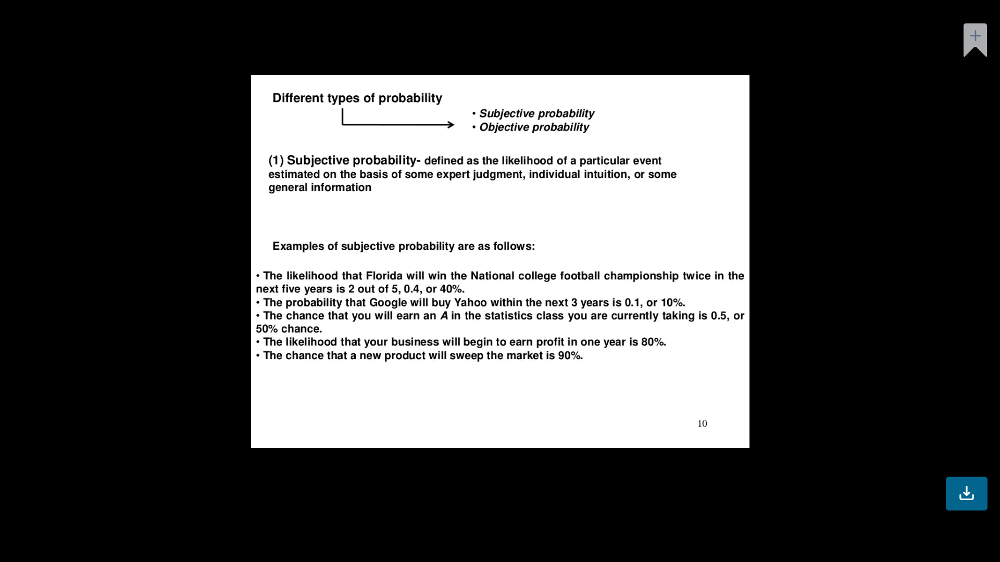 Different types of probability
• Subjective probability
• Objective probability
(1) Subjective probability- defined as the likelihood of a particular event
estimated on the basis of some expert judgment, individual intuition, or some
general information
Examples of subjective probability are as follows:
• The likelihood that Florida will win the National college football championship twice in the
next five years is 2 out of 5, 0.4, or 40%.
• The probability that Google will buy Yahoo within the next 3 years is 0.1, or 10%.
• The chance that you will earn an A in the statistics class you are currently taking is 0.5, or
50% chance.
• The likelihood that your business will begin to earn profit in one year is 80%.
• The chance that a new product will sweep the market is 90%.
10